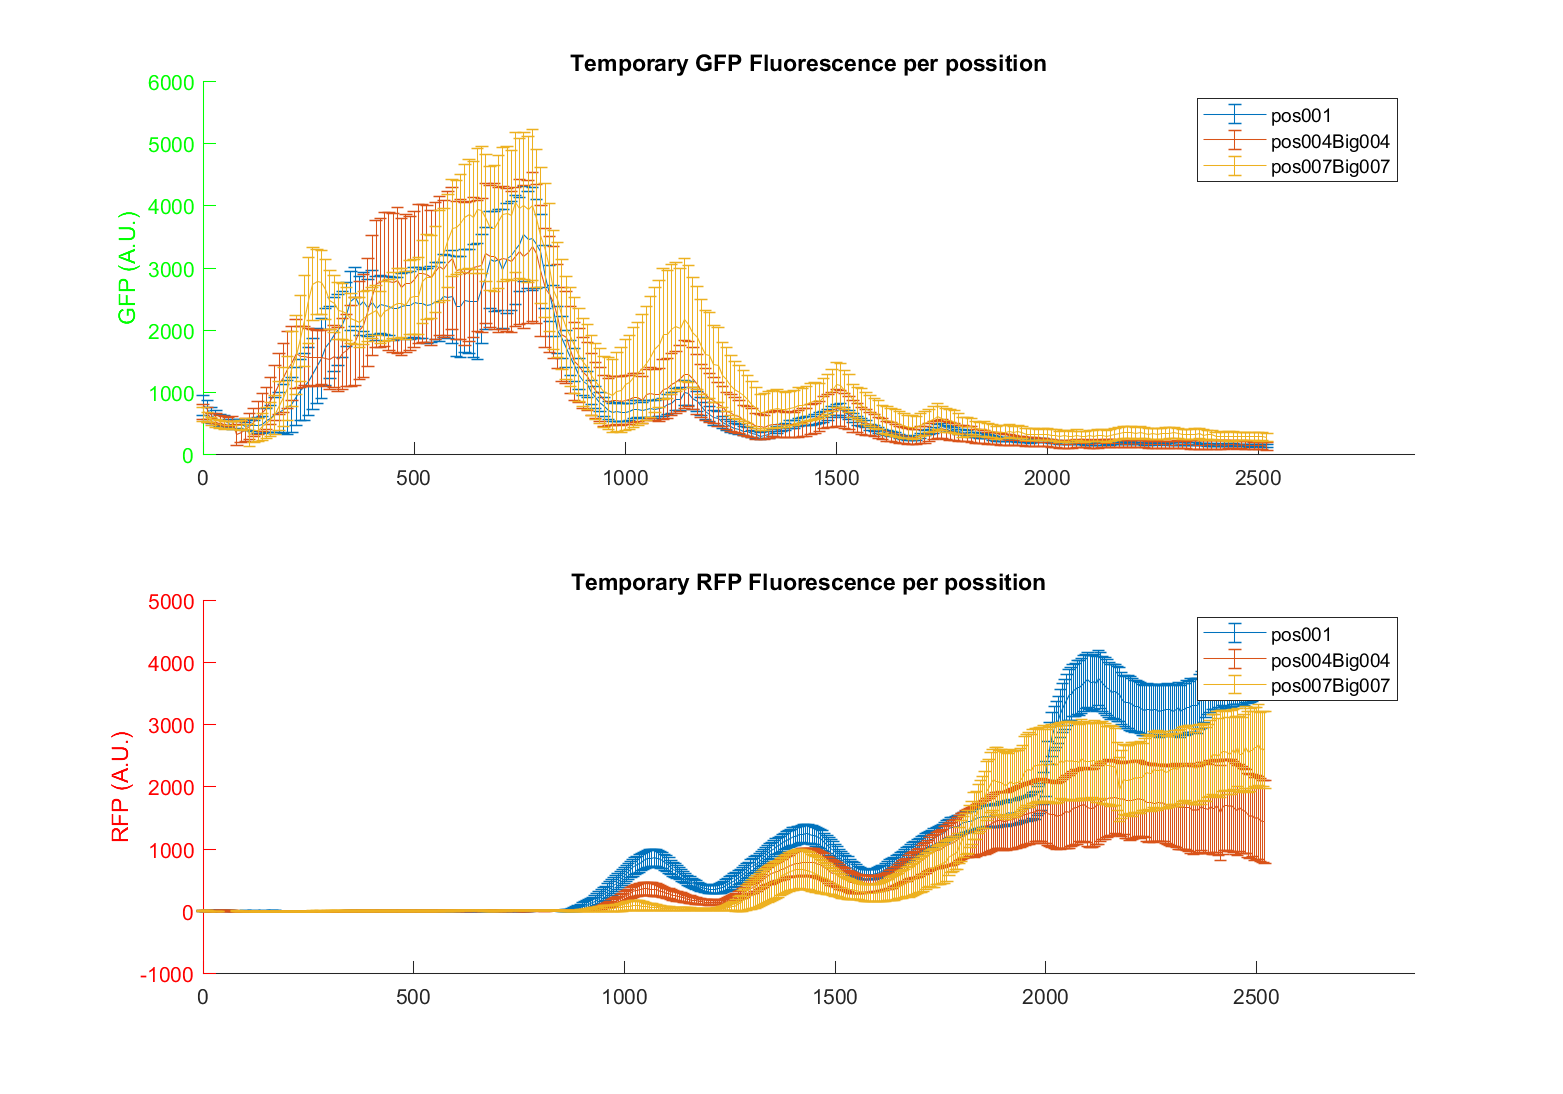 Temporary GFP Fluorescence per possition
6000
5000
4000
3000
2000
1000
0
GFP (A.U.)
pos001
pos004Big004
pos007Big007
0 500 1000 1500 2000 2500
Temporary RFP Fluorescence per possition
5000
4000
3000
2000
1000
0
-1000
RFP (A.U.)
pos001
pos004Big004
pos007Big007
0 500 1000 1500 2000 2500